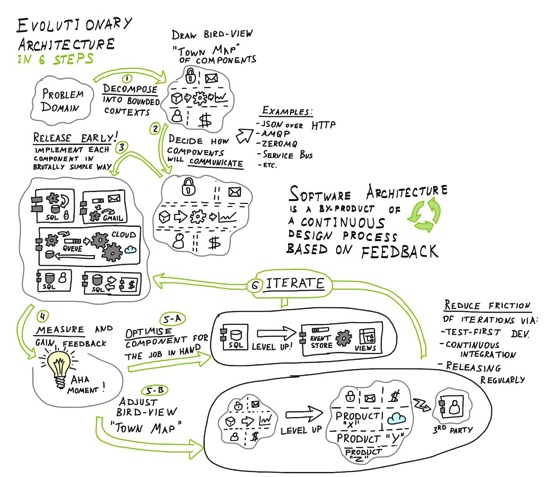 EVOLUTIONARY
ARCHITECTURE
IN 6 STEPS
DRAW BIRD-VIEW
"TOWN MAP"
OF COMPONENTS
PROBLEM
DOMAIN
1
DECOMPOSE
INTO BOUNDED
CONTEXTS
$
2
DECIDE HOW
COMPONENTS
WILL COMMUNICATE
EXAMPLES:
- JSON OVER HTTP
- AMQP
- ZEROMQ
- SERVICE BUS
- ETC.
$
RELEASE EARLY!
IMPLEMENT EACH
COMPONENT IN
BRUTALLY SIMPLE WAY
3
SQL
GMAIL
CLOUD
QUEUE
SQL
SQL
$
SOFTWARE ARCHITECTURE
IS A BY-PRODUCT OF
A CONTINUOUS
DESIGN PROCESS
BASED ON FEEDBACK
6 ITERATE
4
MEASURE AND
GAIN FEEDBACK
AHA
MOMENT!
5-A
OPTIMISE
COMPONENT FOR
THE JOB IN HAND
SQL
LEVEL UP!
EVENT
STORE
VIEWS
REDUCE FRICTION
OF ITERATIONS VIA:
- TEST-FIRST DEV.
- CONTINUOUS
INTEGRATION
- RELEASING
REGULARLY
5-B
ADJUST
BIRD-VIEW
"TOWN MAP"
$
LEVEL UP
$
PRODUCT
"X"
PRODUCT "Y"
PRODUCT
"Z"
3RD PARTY